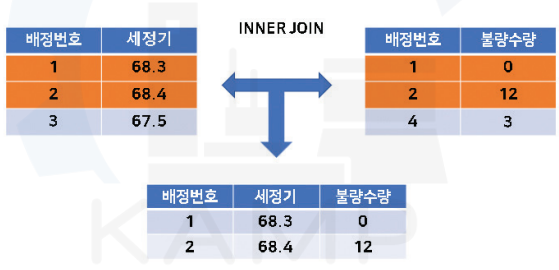 INNER JOIN
배정번호 세정기
1 68.3
2 68.4
3 67.5
배정번호 불량수량
1 0
2 12
4 3
배정번호 세정기 불량수량
1 68.3 0
2 68.4 12
KAMP